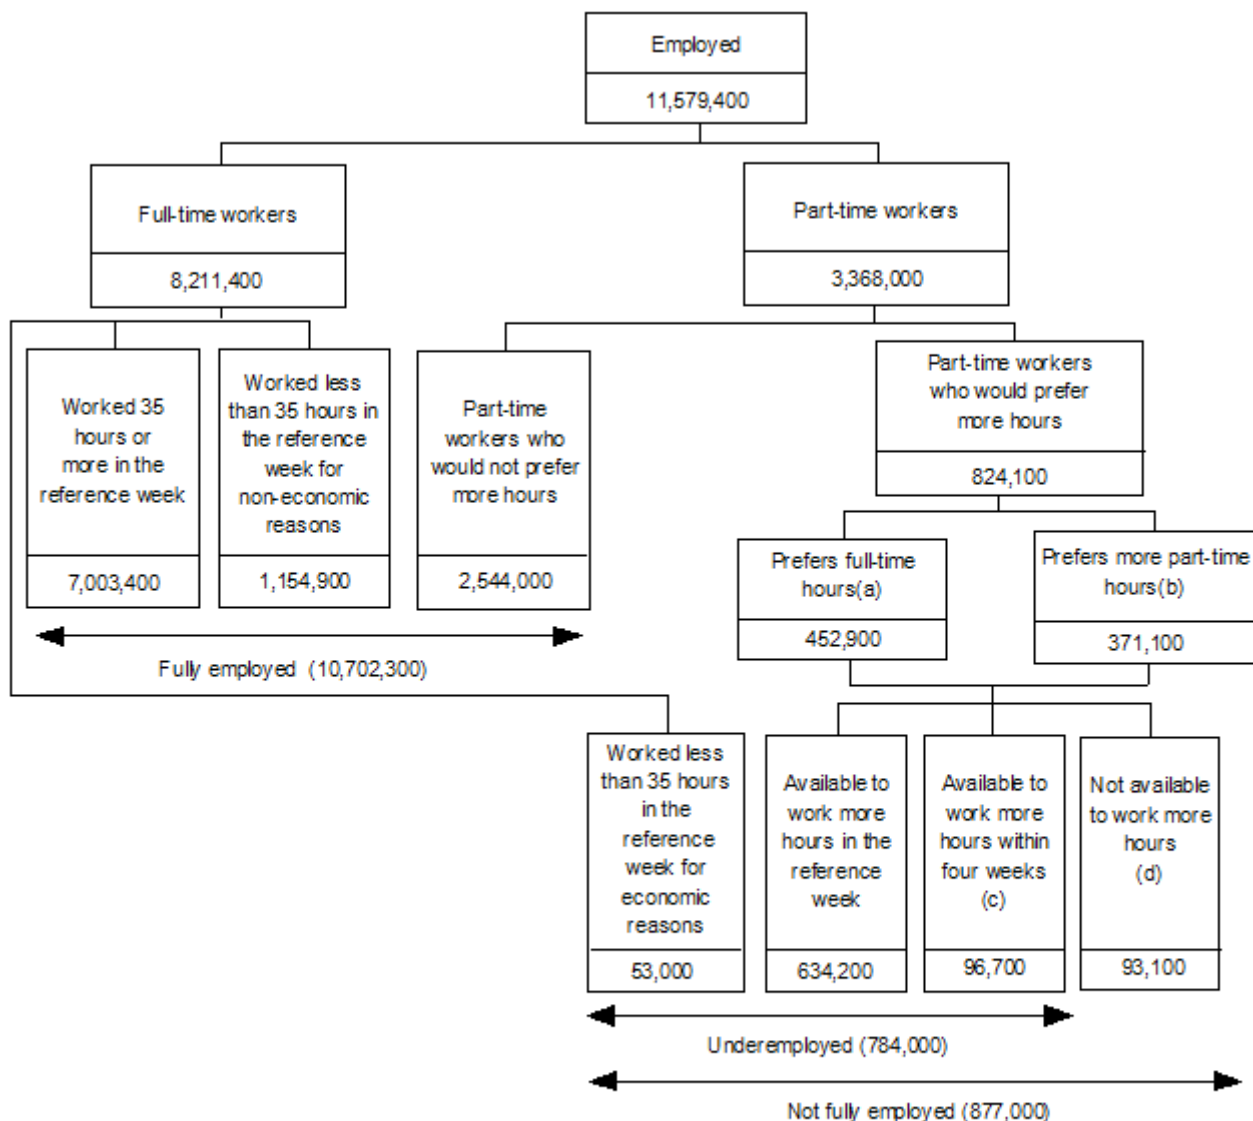 Employed
11,579,400
Full-time workers
8,211,400
Part-time workers
3,368,000
Worked 35
hours or
more in the
reference week
7,003,400
Worked less
than 35 hours in
the reference
week for
non-economic
reasons
1,154,900
Part-time
workers who
would not prefer
more hours
2,544,000
Part-time workers
who would prefer
more hours
824,100
Prefers full-time
hours(a)
452,900
Prefers more part-time
hours(b)
371,100
Fully employed (10,702,300)
Worked less
than 35 hours
in the
reference
week for
economic
reasons
53,000
Available to
work more
hours in the
reference
week
634,200
Available to
work more
hours within
four weeks
(c)
96,700
Not available
to work more
hours
(d)
93,100
Underemployed (784,000)
Not fully employed (877,000)